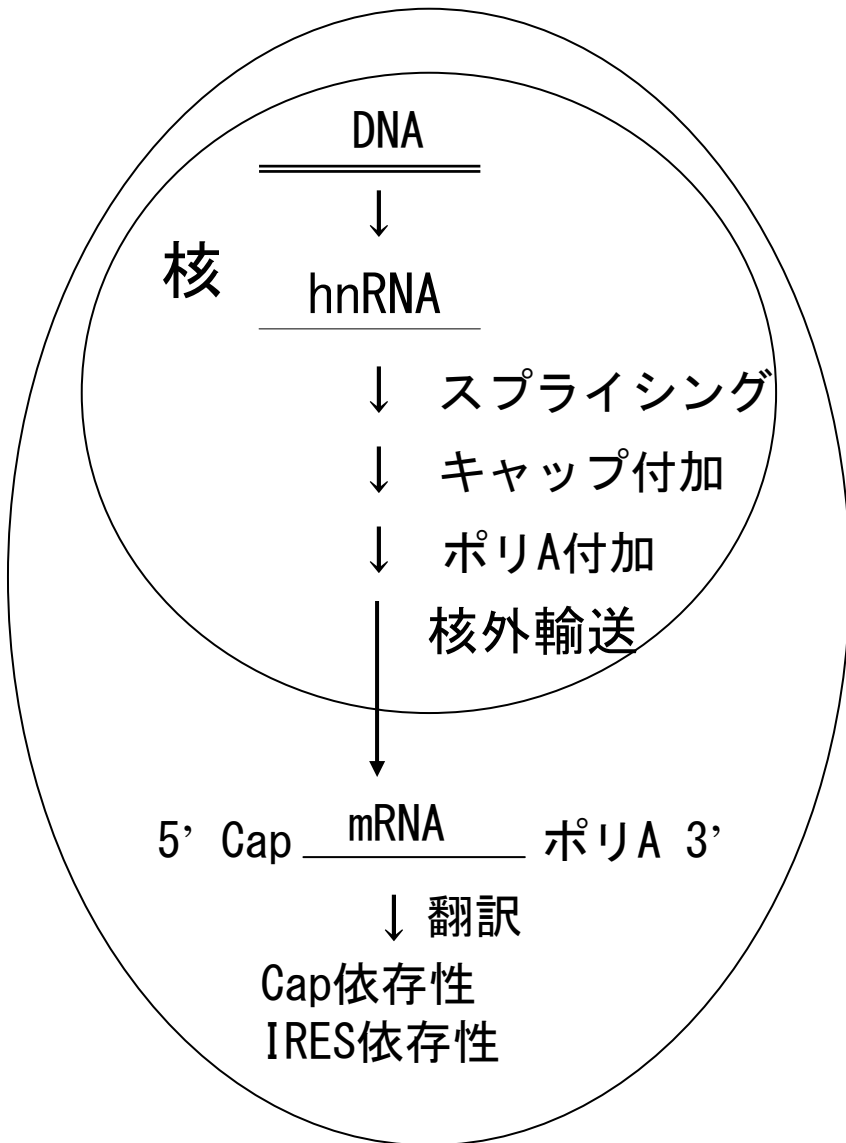 DNA
↓
核
hnRNA
↓ スプライシング
↓ キャップ付加
↓ ポリA付加
核外輸送
5’ Cap mRNA ポリA 3’
↓ 翻訳
Cap依存性
IRES依存性